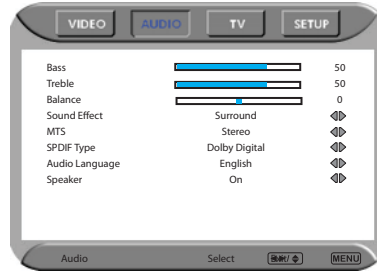 VIDEO AUDIO TV SETUP
Bass 50
Treble 50
Balance 0
Sound Effect Surround
MTS Stereo
SPDIF Type Dolby Digital
Audio Language English
Speaker On
Audio Select MENU